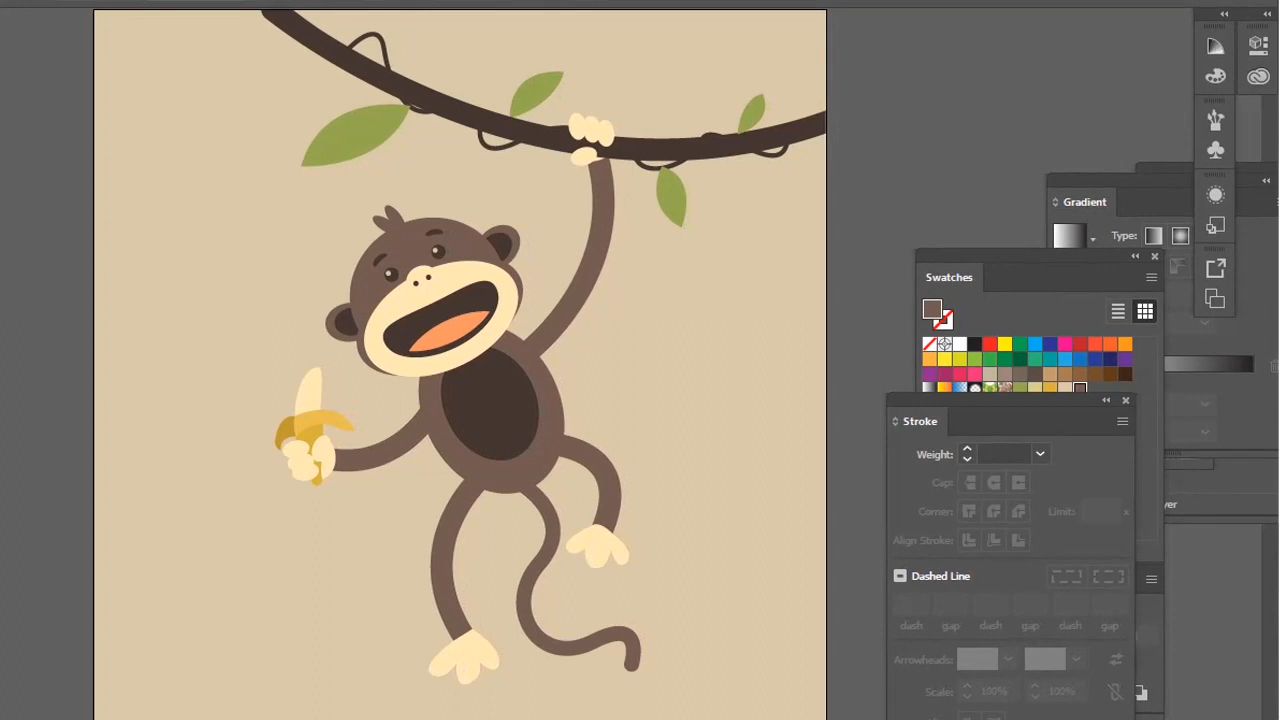 Gradient
Type:
Swatches
Stroke
Weight:
Cap:
Corner:
Limit:
x
Align Stroke:
yer
Dashed Line
dash gap dash gap dash gap
Arrowheads:
Scale: 100% 100%